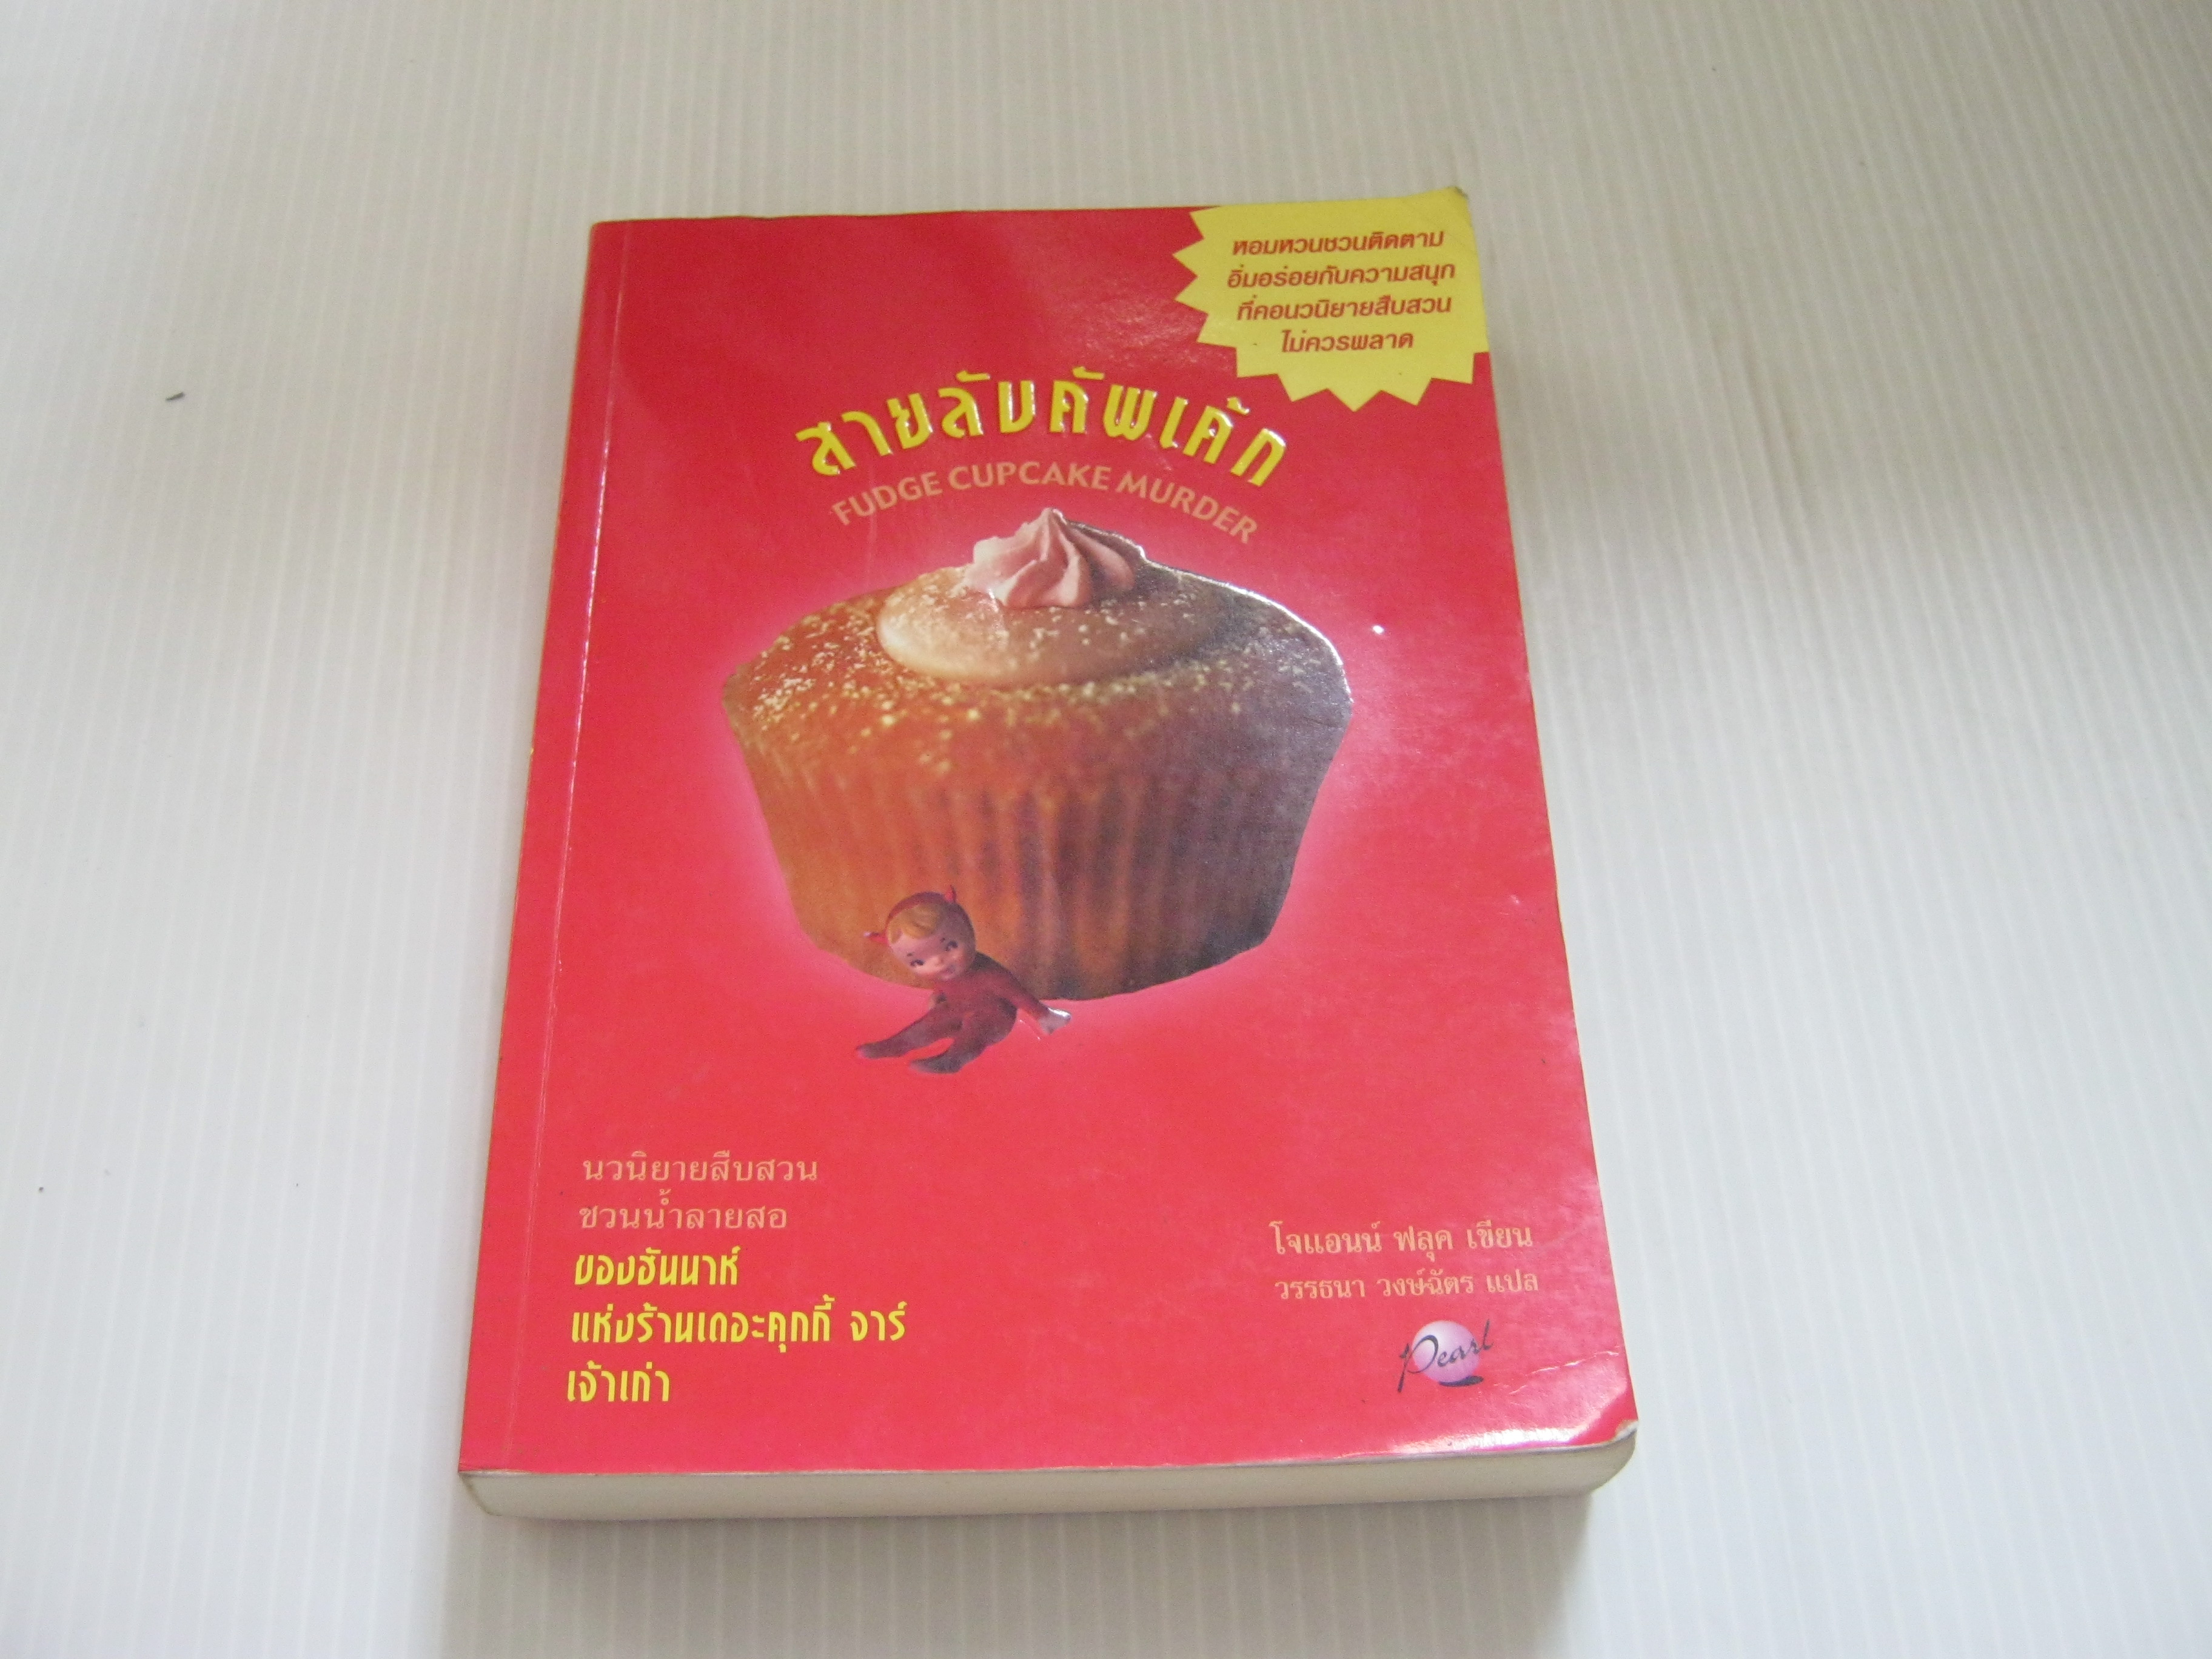 หอมหวนชวนติดตาม
อิ่มอร่อยกับความสนุก
ที่คอนวนิยายสืบสวน
ไม่ควรพลาด
สายลับคัพเค้ก
FUDGE CUPCAKE MURDER
นวนิยายสืบสวน
ชวนน้ำลายสอ
ของฮันนาห์
แห่งร้านเดอะคุกกี้ จาร์
เจ้าเก่า
โจแอนน์ ฟลุค เขียน
วรรธนา วงษ์ฉัตร แปล
Pearl